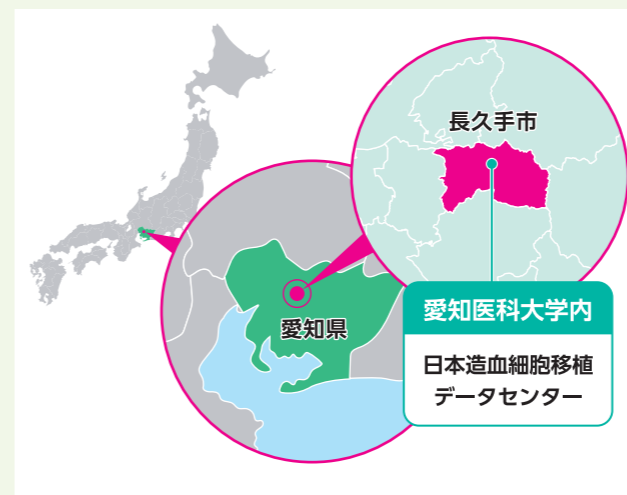 長久手市
愛知県
愛知医科大学内
日本造血細胞移植
データセンター